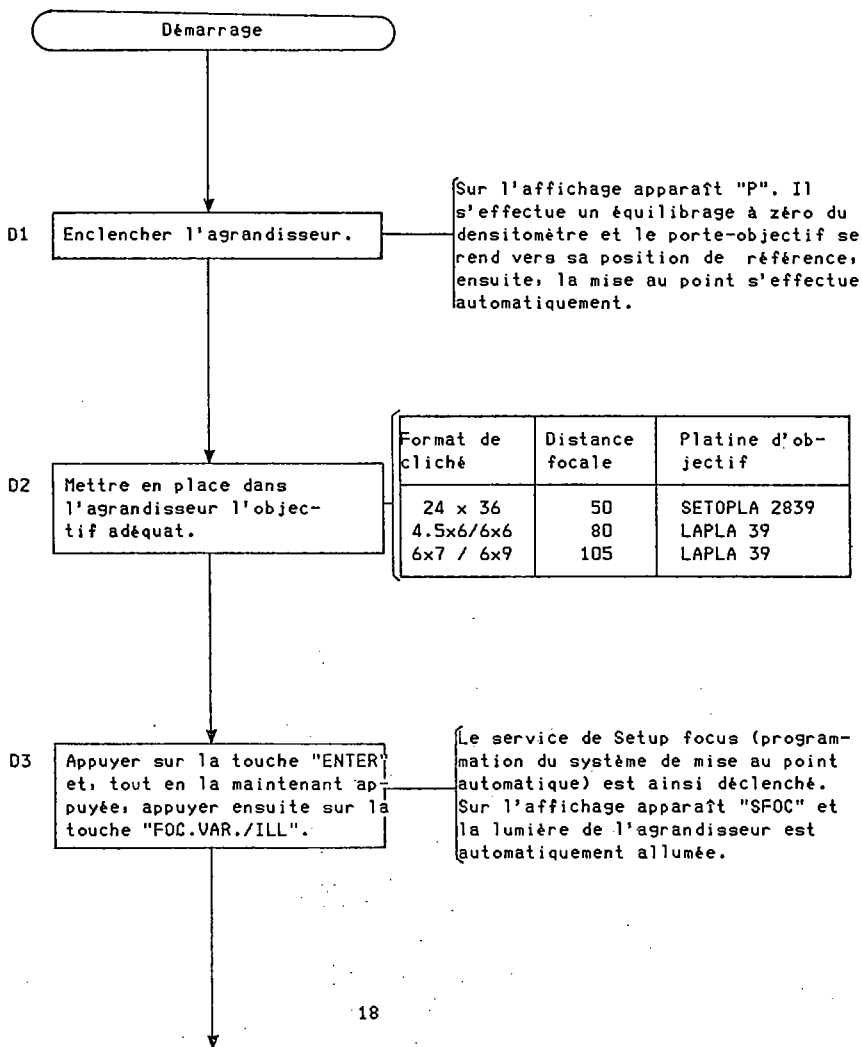 Démarrage
D1
Enclencher l'agrandisseur.
Sur l'affichage apparaît "P". Il
s'effectue un équilibrage à zéro du
densitomètre et le porte-objectif se
rend vers sa position de référence,
ensuite, la mise au point s'effectue
automatiquement.
D2
Mettre en place dans
l'agrandisseur l'objec-
tif adéquat.
Format de cliché Distance focale Platine d'ob-jectif
24 x 36 50 SETOPLA 2839
4.5x6/6x6 80 LAPLA 39
6x7 / 6x9 105 LAPLA 39
D3
Appuyer sur la touche "ENTER"
et, tout en la maintenant ap-
puyée, appuyer ensuite sur la
touche "FOC.VAR./ILL".
Le service de Setup focus (program-
mation du système de mise au point
automatique) est ainsi déclenché.
Sur l'affichage apparaît "SFOC" et
la lumière de l'agrandisseur est
automatiquement allumée.
18